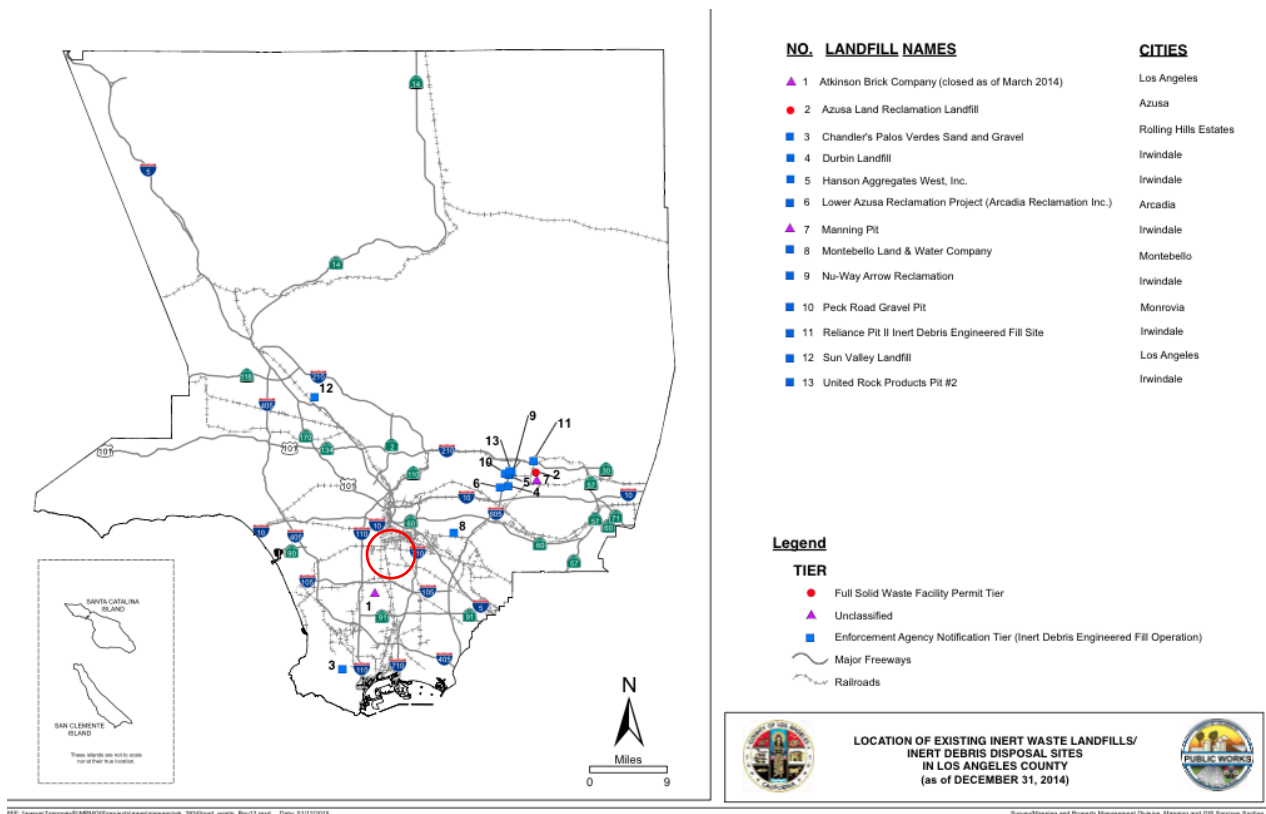 NO. LANDFILL NAMES CITIES
1 Atkinson Brick Company (closed as of March 2014) Los Angeles
2 Azusa Land Reclamation Landfill Azusa
3 Chandler's Palos Verdes Sand and Gravel Rolling Hills Estates
4 Durbin Landfill Irwindale
5 Hanson Aggregates West, Inc. Irwindale
6 Lower Azusa Reclamation Project (Arcadia Reclamation Inc.) Arcadia
7 Manning Pit Irwindale
8 Montebello Land & Water Company Montebello
9 Nu-Way Arrow Reclamation Irwindale
10 Peck Road Gravel Pit Monrovia
11 Reliance Pit II Inert Debris Engineered Fill Site Irwindale
12 Sun Valley Landfill Los Angeles
13 United Rock Products Pit #2 Irwindale
14
5
14
118
210
12
405
170
134
101
101
2
210
110
101
9
11
13
10
2
7
5
6
4
30
57
10
10
605
57
71
60
60
57
8
10
405
90
110
10
60
105
1
105
91
91
5
3
110
710
405
SANTA CATALINA
ISLAND
SAN CLEMENTE
ISLAND
These islands are not to scale
nor at their true location.
N
Miles
0 9
Legend
TIER
Full Solid Waste Facility Permit Tier
Unclassified
Enforcement Agency Notification Tier (Inert Debris Engineered Fill Operation)
Major Freeways
Railroads
LOCATION OF EXISTING INERT WASTE LANDFILLS/
INERT DEBRIS DISPOSAL SITES
IN LOS ANGELES COUNTY
(as of DECEMBER 31, 2014)
COUNTY OF LOS ANGELES
CALIFORNIA
PUBLIC WORKS